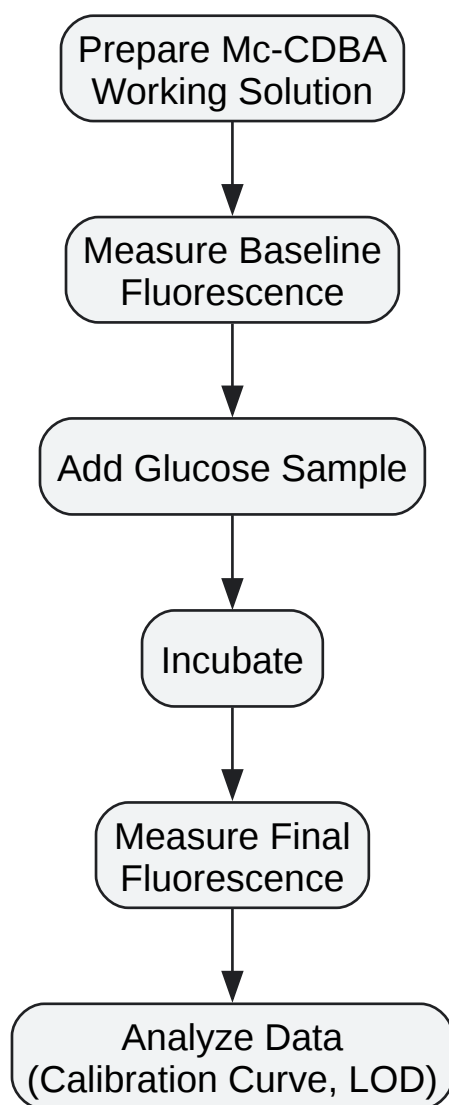 Prepare Mc-CDBA
Working Solution
Measure Baseline
Fluorescence
Add Glucose Sample
Incubate
Measure Final
Fluorescence
Analyze Data
(Calibration Curve, LOD)